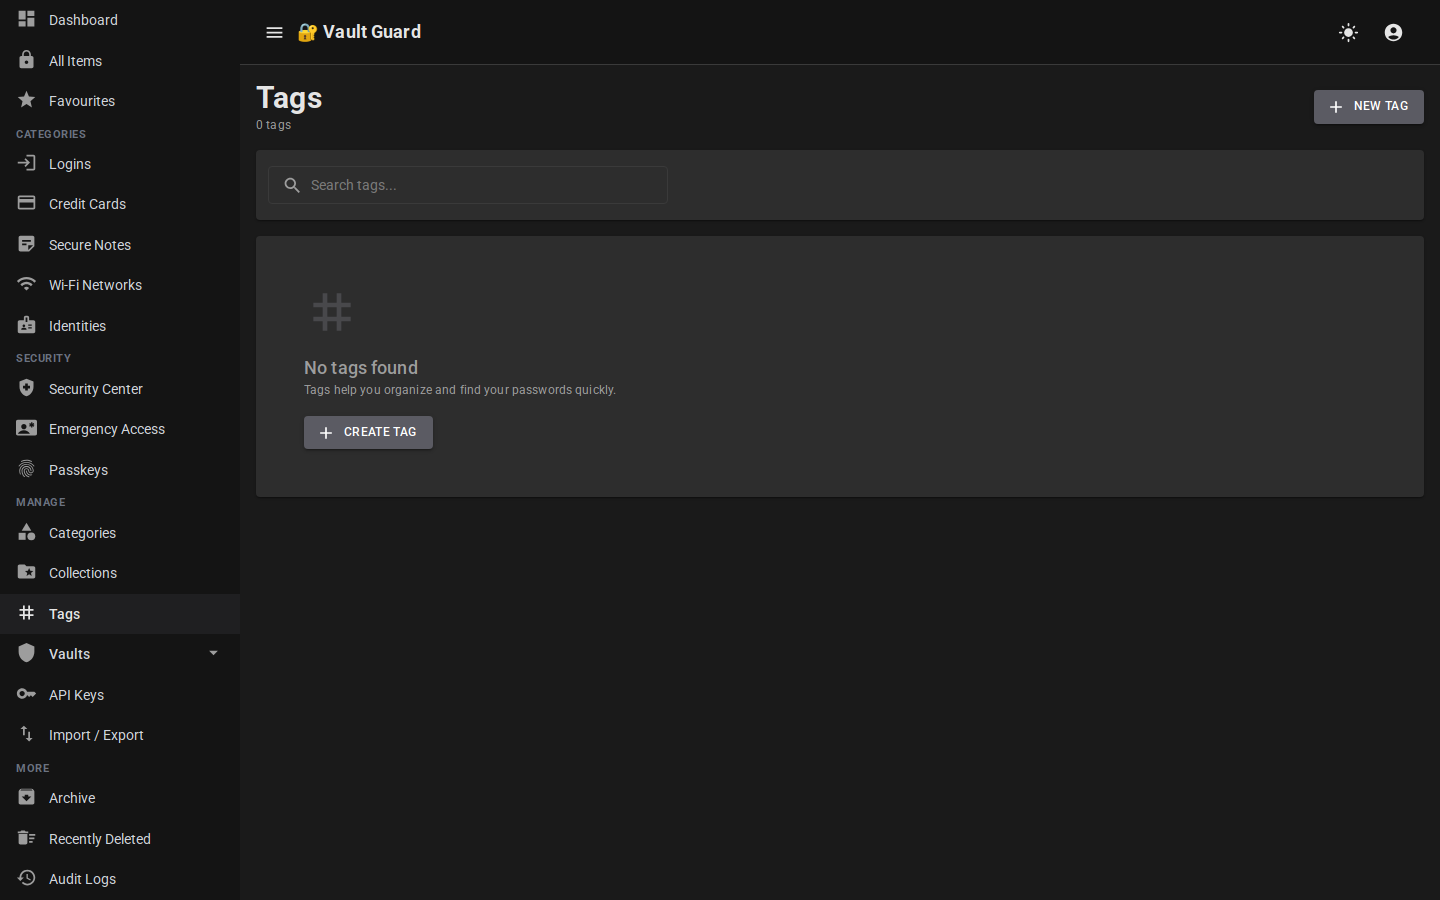 Dashboard
All Items
Favourites
CATEGORIES
Logins
Credit Cards
Secure Notes
Wi-Fi Networks
Identities
SECURITY
Security Center
Emergency Access
Passkeys
MANAGE
Categories
Collections
Tags
Vaults
API Keys
Import / Export
MORE
Archive
Recently Deleted
Audit Logs
Vault Guard
Tags
0 tags
NEW TAG
Search tags...
No tags found
Tags help you organize and find your passwords quickly.
CREATE TAG